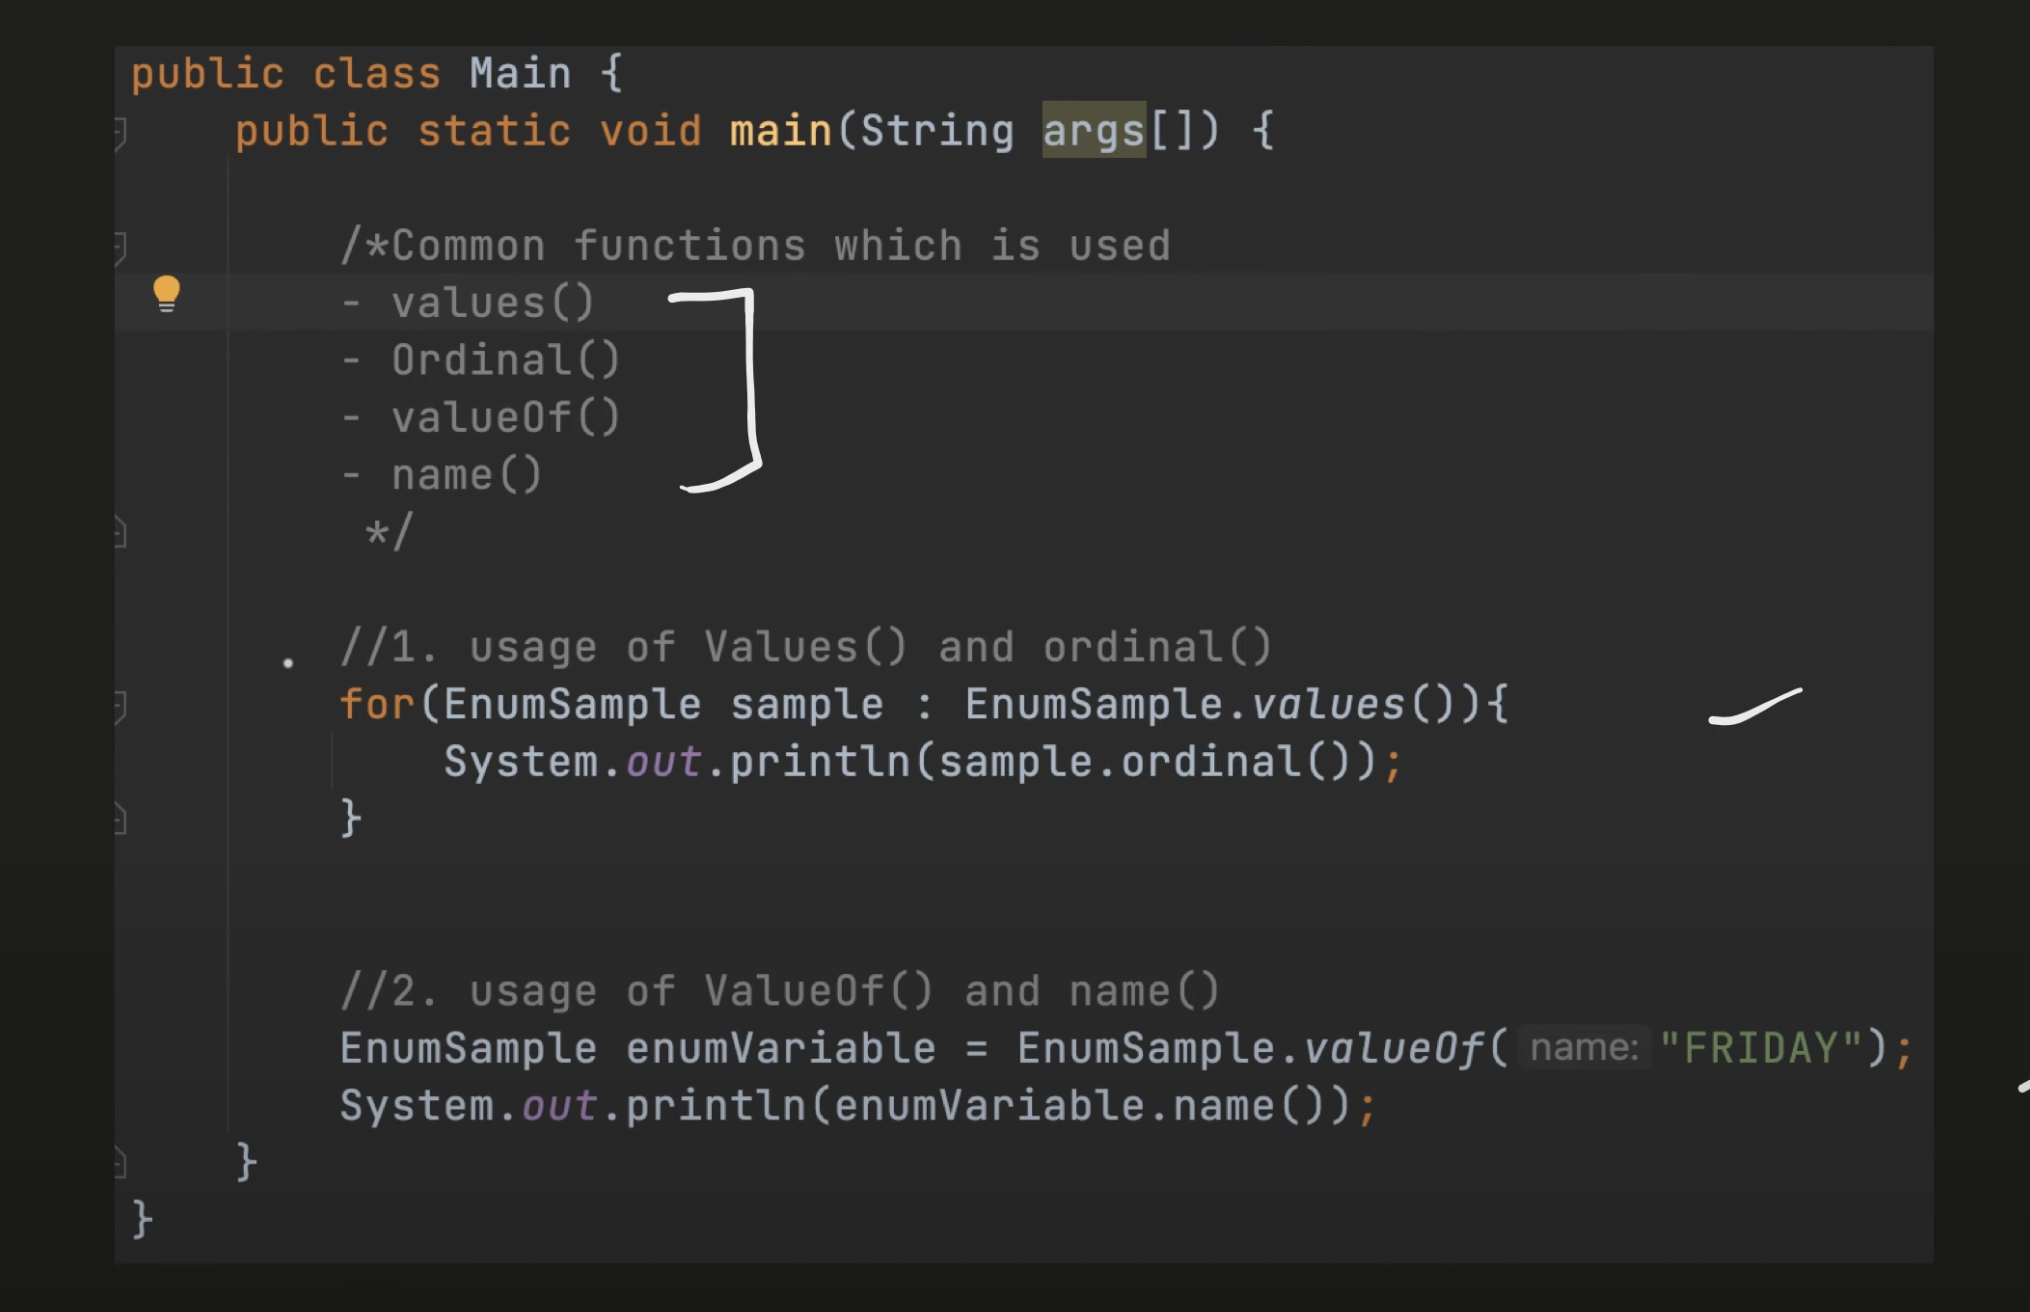 public class Main {
public static void main(String args[]) {
/*Common functions which is used
- values()
- Ordinal()
- valueOf()
- name()
*/
//1. usage of Values() and ordinal()
for(EnumSample sample : EnumSample.values()){
System.out.println(sample.ordinal());
}
//2. usage of ValueOf() and name()
EnumSample enumVariable = EnumSample.valueOf( name: "FRIDAY");
System.out.println(enumVariable.name());
}
}